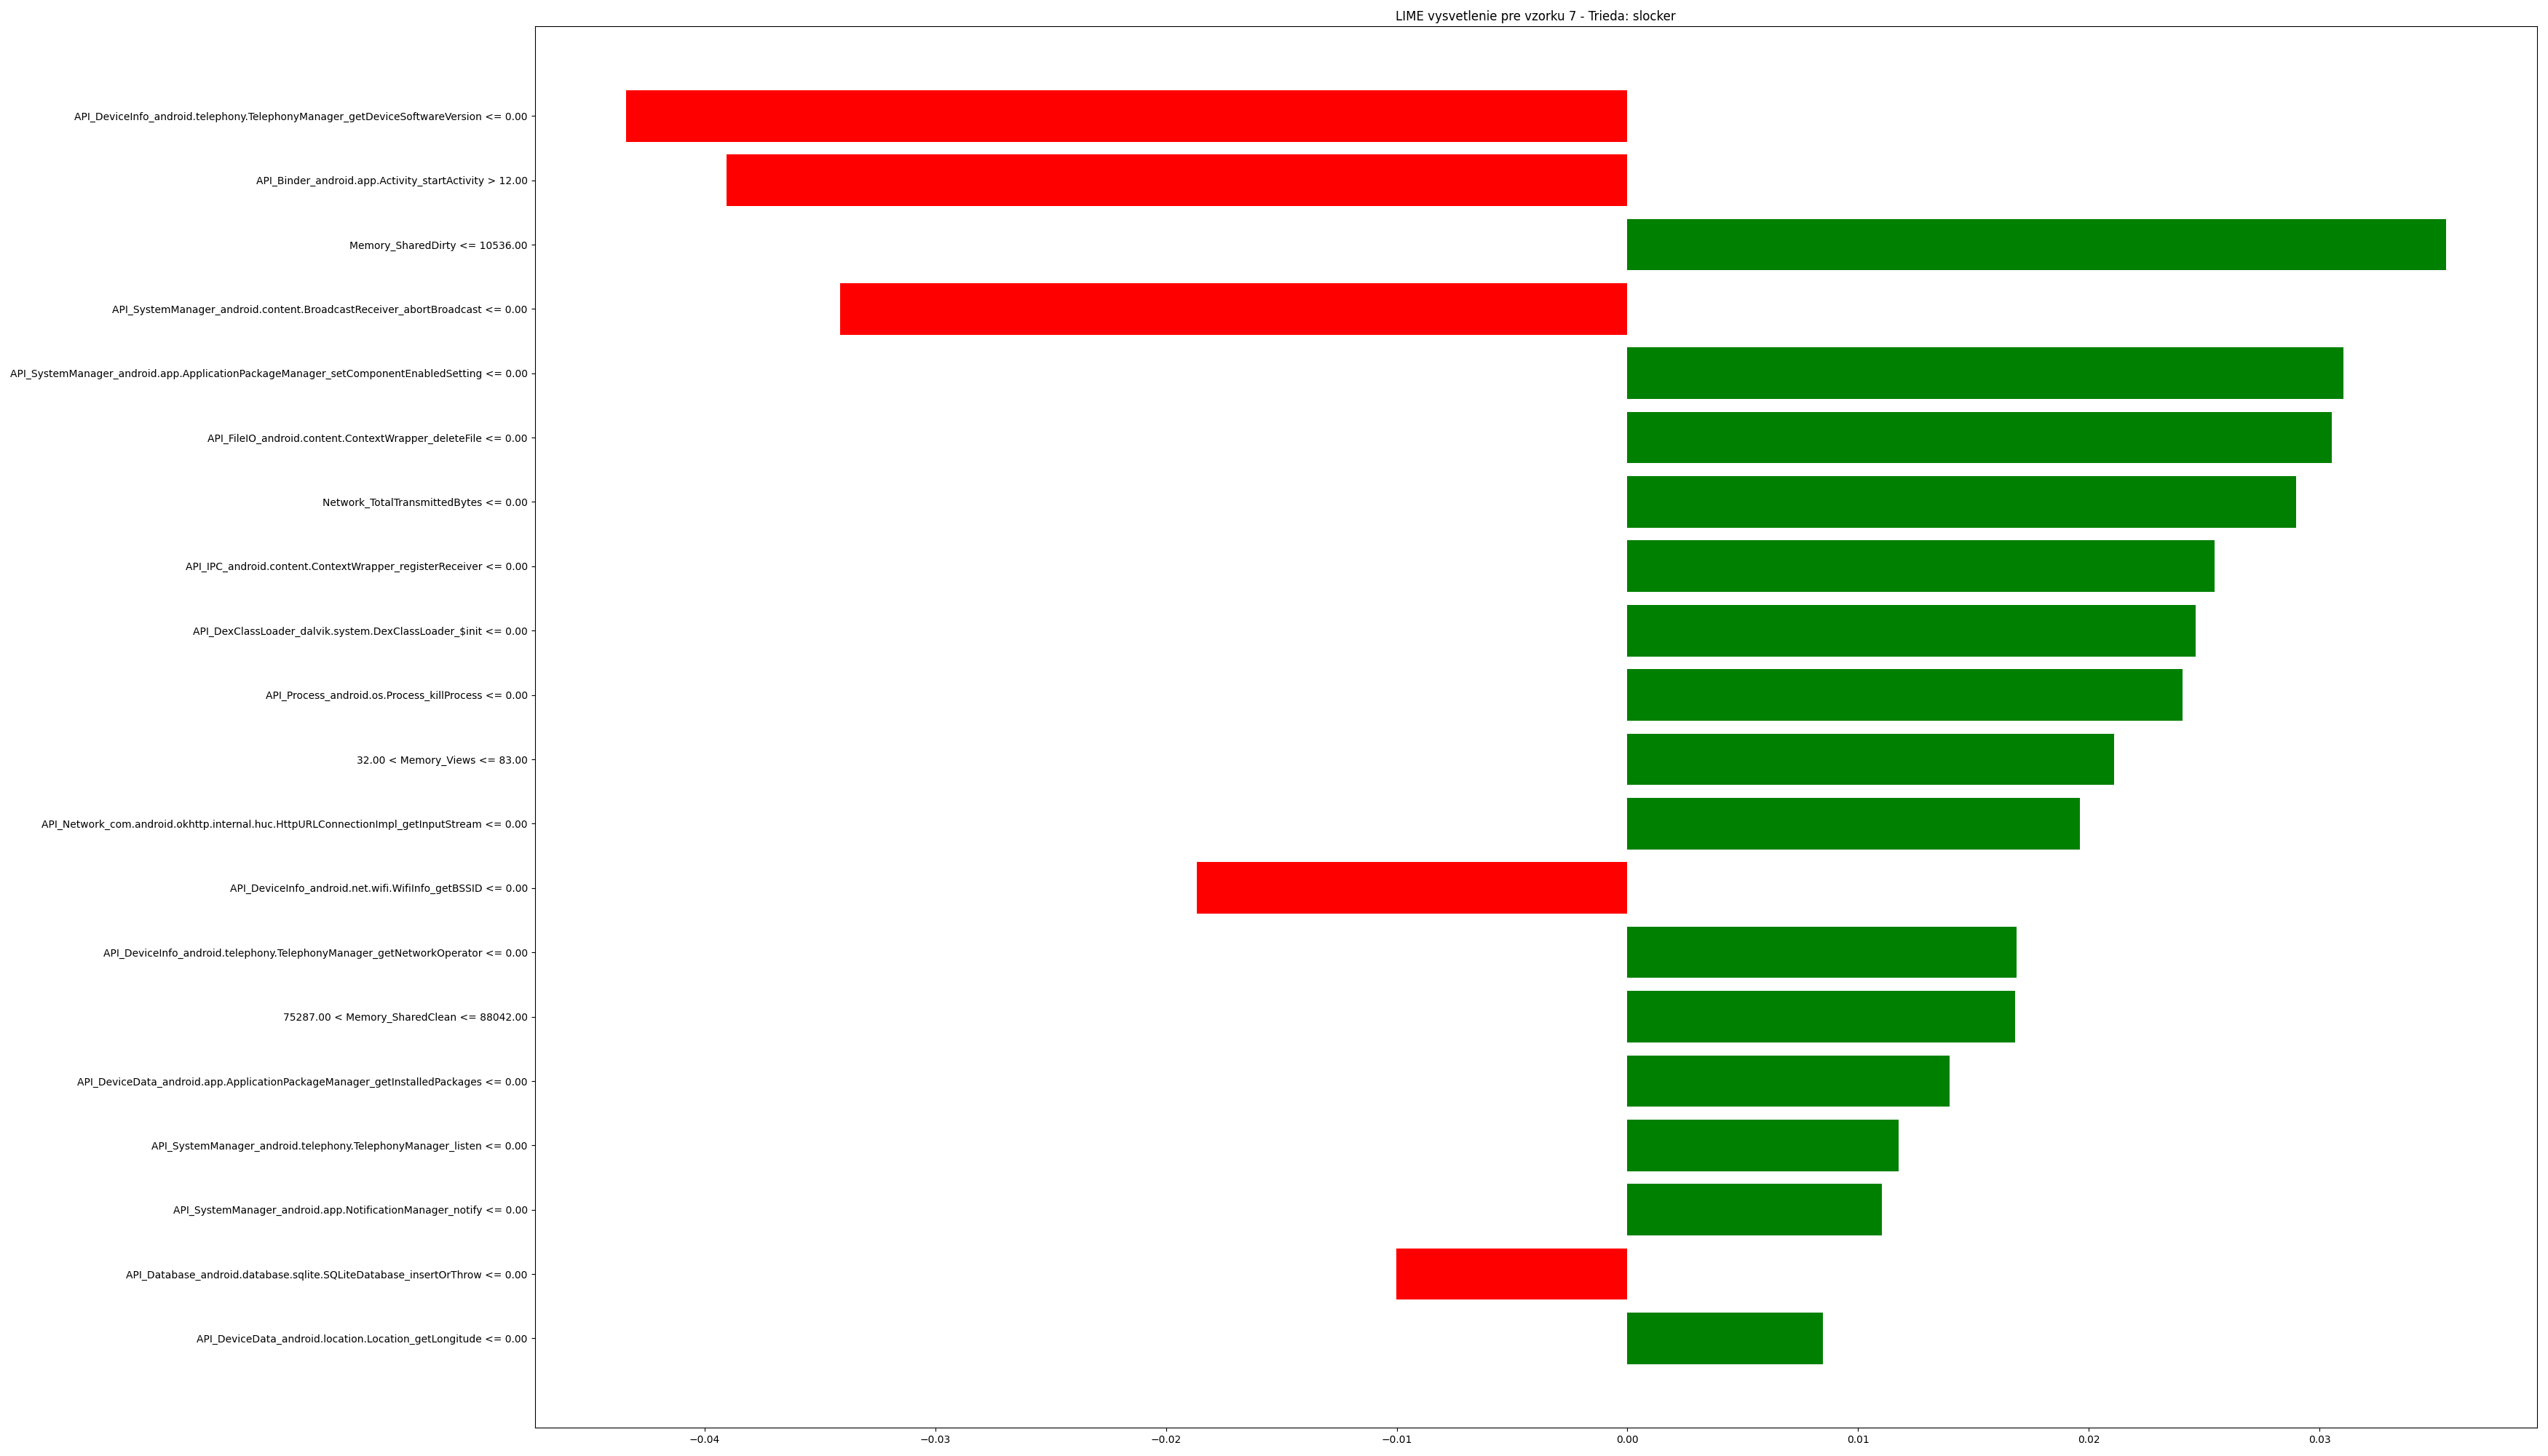 LIME vysvetlenie pre vzorku 7 - Trieda: slocker
API_DeviceInfo_android.telephony.TelephonyManager_getDeviceSoftwareVersion <= 0.00
API_Binder_android.app.Activity_startActivity > 12.00
Memory_SharedDirty <= 10536.00
API_SystemManager_android.content.BroadcastReceiver_abortBroadcast <= 0.00
API_SystemManager_android.app.ApplicationPackageManager_setComponentEnabledSetting <= 0.00
API_FileIO_android.content.ContextWrapper_deleteFile <= 0.00
Network_TotalTransmittedBytes <= 0.00
API_IPC_android.content.ContextWrapper_registerReceiver <= 0.00
API_DexClassLoader_dalvik.system.DexClassLoader_$init <= 0.00
API_Process_android.os.Process_killProcess <= 0.00
32.00 < Memory_Views <= 83.00
API_Network_com.android.okhttp.internal.huc.HttpURLConnectionImpl_getInputStream <= 0.00
API_DeviceInfo_android.net.wifi.WifiInfo_getBSSID <= 0.00
API_DeviceInfo_android.telephony.TelephonyManager_getNetworkOperator <= 0.00
75287.00 < Memory_SharedClean <= 88042.00
API_DeviceData_android.app.ApplicationPackageManager_getInstalledPackages <= 0.00
API_SystemManager_android.telephony.TelephonyManager_listen <= 0.00
API_SystemManager_android.app.NotificationManager_notify <= 0.00
API_Database_android.database.sqlite.SQLiteDatabase_insertOrThrow <= 0.00
API_DeviceData_android.location.Location_getLongitude <= 0.00
−0.04 −0.03 −0.02 −0.01 0.00 0.01 0.02 0.03